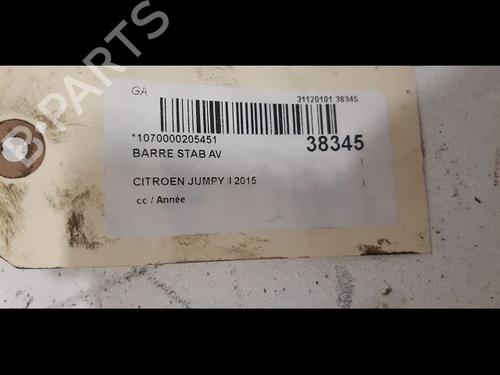 GA
31120101 38345
*1070000205451
38345
BARRE STAB AV
CITROEN JUMPY II 2015
cc / Année
B-PARTS